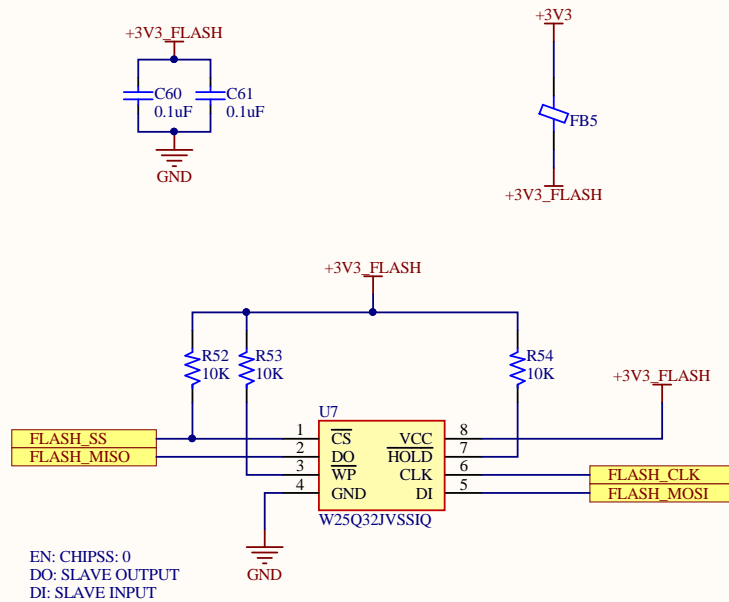 +3V3_FLASH
C60
0.1uF
C61
0.1uF
GND
+3V3
FB5
+3V3_FLASH
+3V3_FLASH
R52
10K
R53
10K
R54
10K
+3V3_FLASH
U7
FLASH_SS
FLASH_MISO
1
2
3
4
CS
DO
WP
GND
VCC
HOLD
CLK
DI
8
7
6
5
FLASH_CLK
FLASH_MOSI
W25Q32JVSSIQ
GND
EN: CHIPSS: 0
DO: SLAVE OUTPUT
DI: SLAVE INPUT